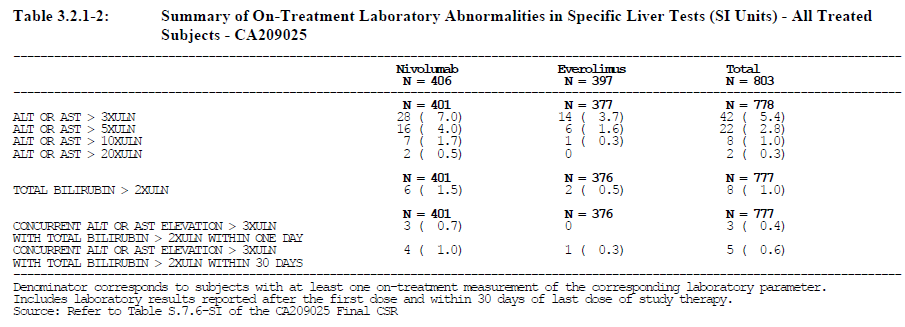 Table 3.2.1-2: Summary of On-Treatment Laboratory Abnormalities in Specific Liver Tests (SI Units) - All Treated
Subjects - CA209025
Nivolumab Everolimus Total
N = 406 N = 397 N = 803
N = 401 N = 377 N = 778
ALT OR AST > 3XULN 28 ( 7.0) 14 ( 3.7) 42 ( 5.4)
ALT OR AST > 5XULN 16 ( 4.0) 6 ( 1.6) 22 ( 2.8)
ALT OR AST > 10XULN 7 ( 1.7) 1 ( 0.3) 8 ( 1.0)
ALT OR AST > 20XULN 2 ( 0.5) 0 2 ( 0.3)
N = 401 N = 376 N = 777
TOTAL BILIRUBIN > 2XULN 6 ( 1.5) 2 ( 0.5) 8 ( 1.0)
N = 401 N = 376 N = 777
CONCURRENT ALT OR AST ELEVATION > 3XULN 3 ( 0.7) 0 3 ( 0.4)
WITH TOTAL BILIRUBIN > 2XULN WITHIN ONE DAY
CONCURRENT ALT OR AST ELEVATION > 3XULN 4 ( 1.0) 1 ( 0.3) 5 ( 0.6)
WITH TOTAL BILIRUBIN > 2XULN WITHIN 30 DAYS
Denominator corresponds to subjects with at least one on-treatment measurement of the corresponding laboratory parameter.
Includes laboratory results reported after the first dose and within 30 days of last dose of study therapy.
Source: Refer to Table S.7.6-SI of the CA209025 Final CSR